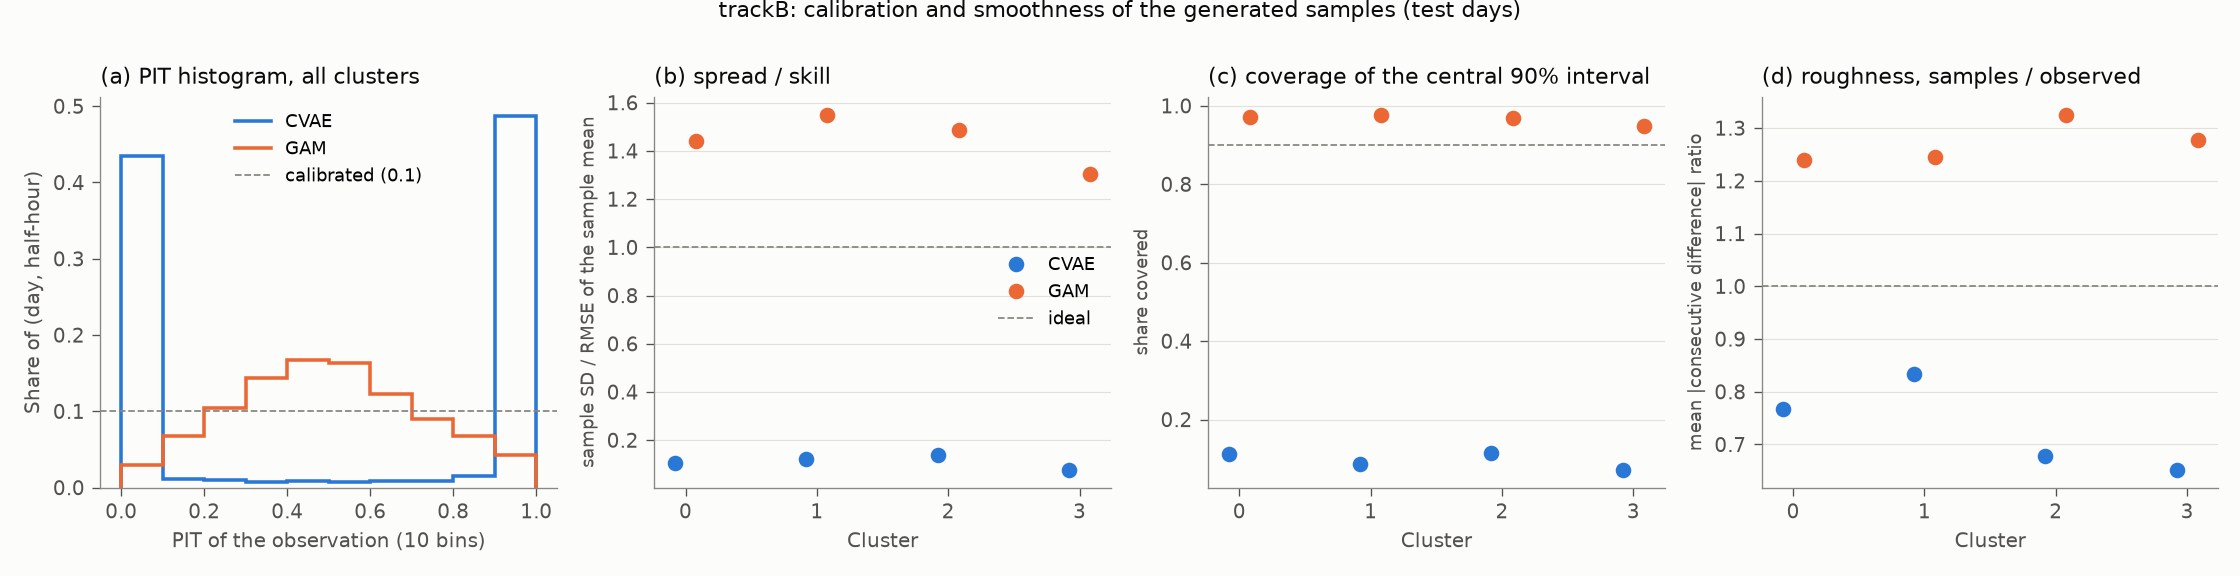 trackB: calibration and smoothness of the generated samples (test days)
(a) PIT histogram, all clusters
Share of (day, half-hour)
0.5
0.4
0.3
0.2
0.1
0.0
CVAE
GAM
calibrated (0.1)
0.0 0.2 0.4 0.6 0.8 1.0
PIT of the observation (10 bins)
(b) spread / skill
sample SD / RMSE of the sample mean
1.6
1.4
1.2
1.0
0.8
0.6
0.4
0.2
CVAE
GAM
ideal
0 1 2 3
Cluster
(c) coverage of the central 90% interval
share covered
1.0
0.8
0.6
0.4
0.2
0 1 2 3
Cluster
(d) roughness, samples / observed
mean |consecutive difference| ratio
1.3
1.2
1.1
1.0
0.9
0.8
0.7
0 1 2 3
Cluster